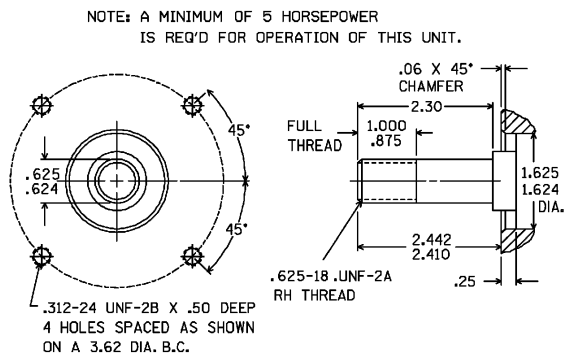 NOTE: A MINIMUM OF 5 HORSEPOWER
IS REQ'D FOR OPERATION OF THIS UNIT.
.06 X 45°
CHAMFER
2.30
FULL
THREAD
1.000
.875
45°
.625
.624
1.625
1.624
DIA.
45°
2.442
2.410
.25
.625-18 .UNF-2A
RH THREAD
.312-24 UNF-2B X .50 DEEP
4 HOLES SPACED AS SHOWN
ON A 3.62 DIA. B.C.